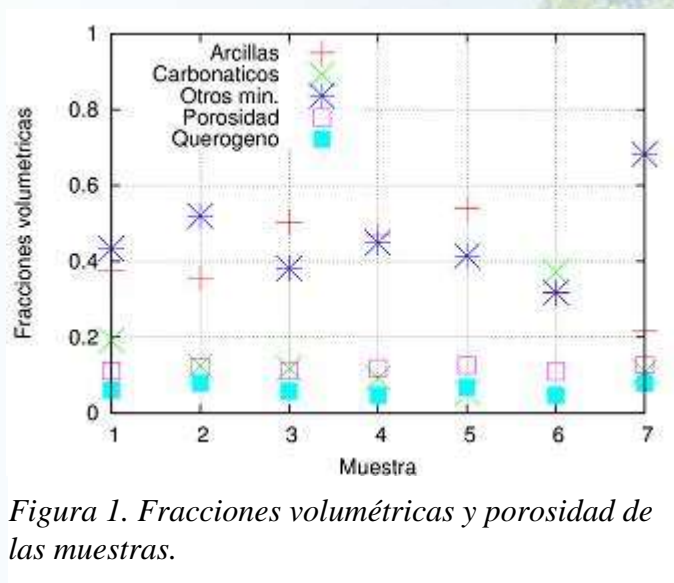 1
Arcillas
Carbonaticos
Otros min.
Porosidad
Querogeno
0.8
0.6
0.4
0.2
0
Fracciones volumetricas
1 2 3 4 5 6 7
Muestra
Figura 1. Fracciones volumétricas y porosidad de
las muestras.